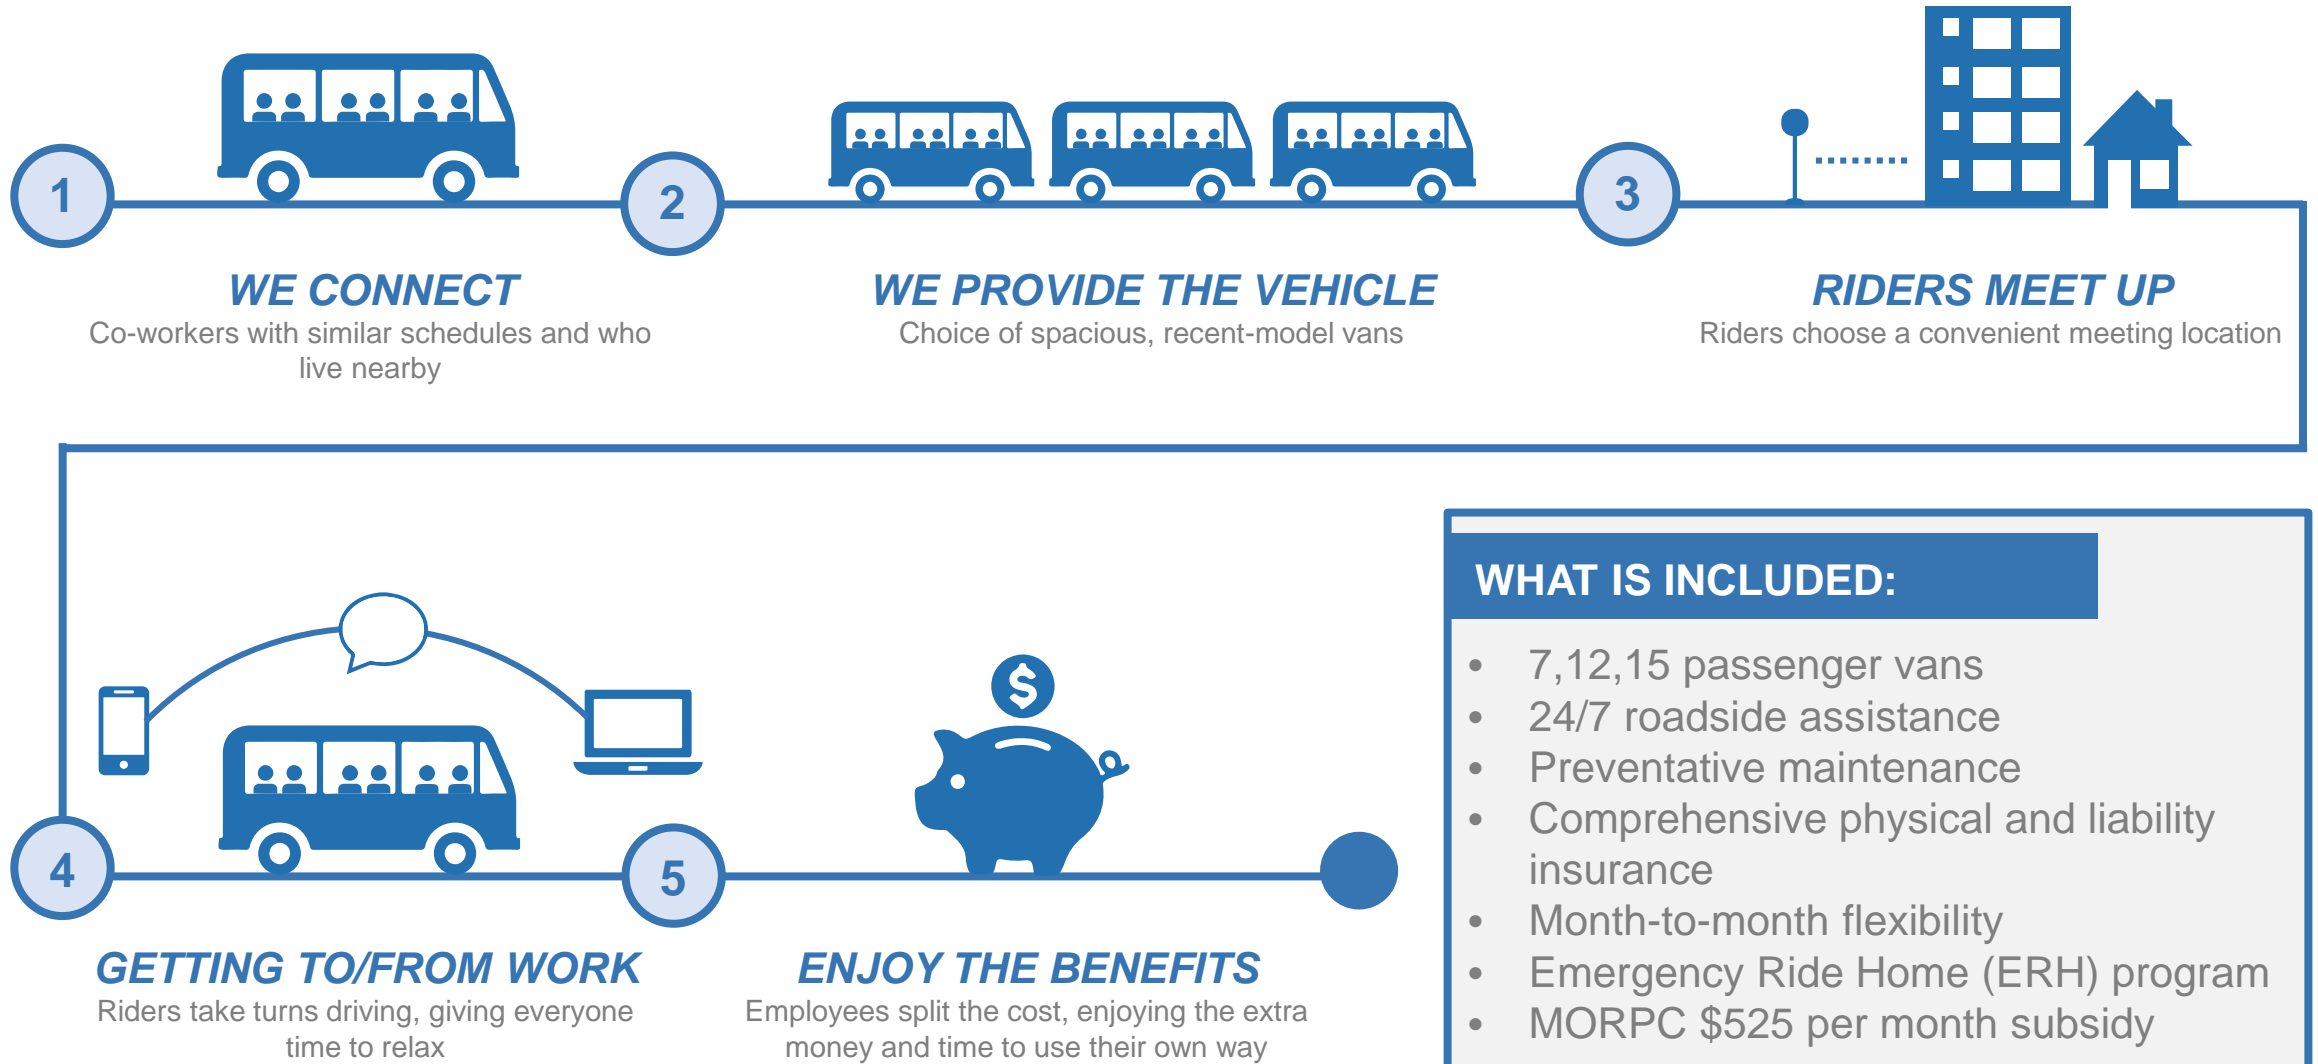 1
WE CONNECT
Co-workers with similar schedules and who
live nearby
2
WE PROVIDE THE VEHICLE
Choice of spacious, recent-model vans
3
RIDERS MEET UP
Riders choose a convenient meeting location
4
GETTING TO/FROM WORK
Riders take turns driving, giving everyone
time to relax
5
$
ENJOY THE BENEFITS
Employees split the cost, enjoying the extra
money and time to use their own way
WHAT IS INCLUDED:
• 7,12,15 passenger vans
• 24/7 roadside assistance
• Preventative maintenance
• Comprehensive physical and liability
insurance
• Month-to-month flexibility
• Emergency Ride Home (ERH) program
• MORPC $525 per month subsidy